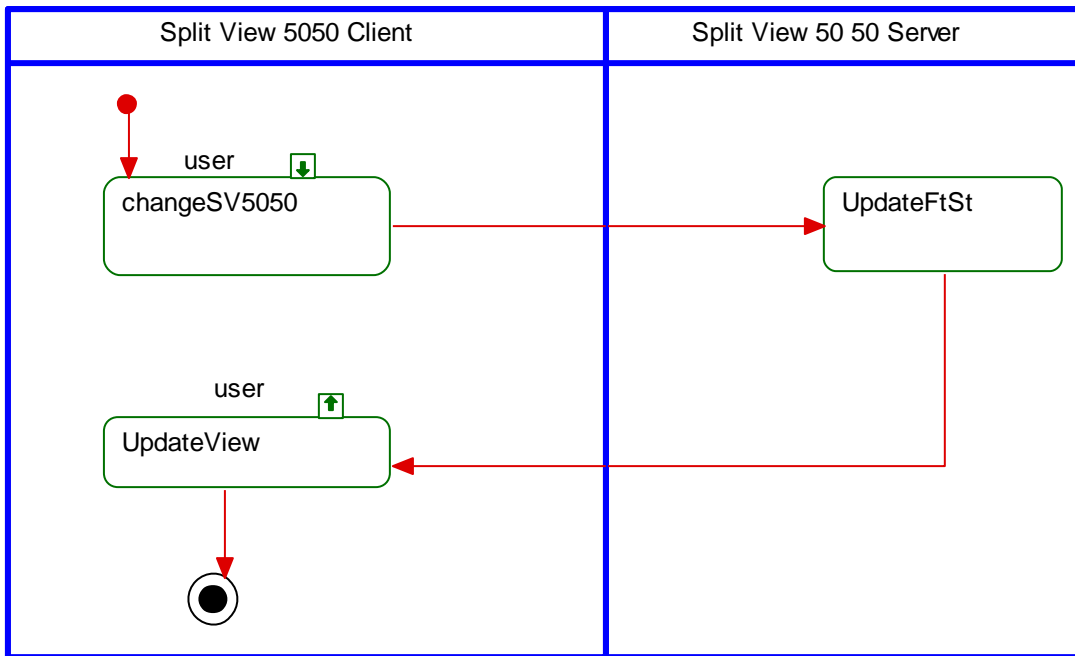 Split View 5050 Client
Split View 50 50 Server
user
changeSV5050
UpdateFtSt
user
UpdateView